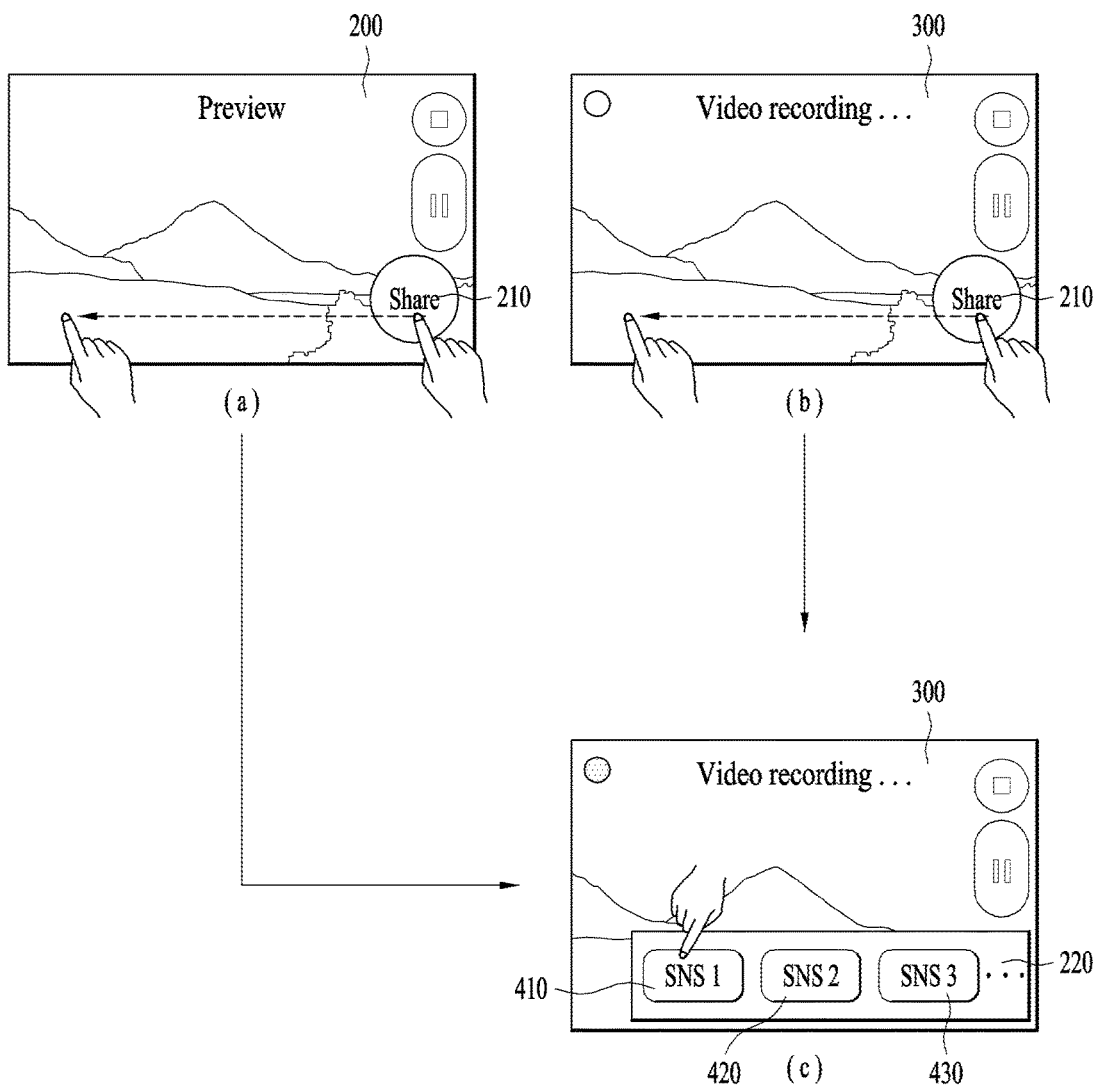 200
300
Preview
Video recording . . .
Share
210
Share
210
(a)
(b)
300
Video recording . . .
SNS 1
SNS 2
SNS 3
. . .
220
410
420
(c)
430